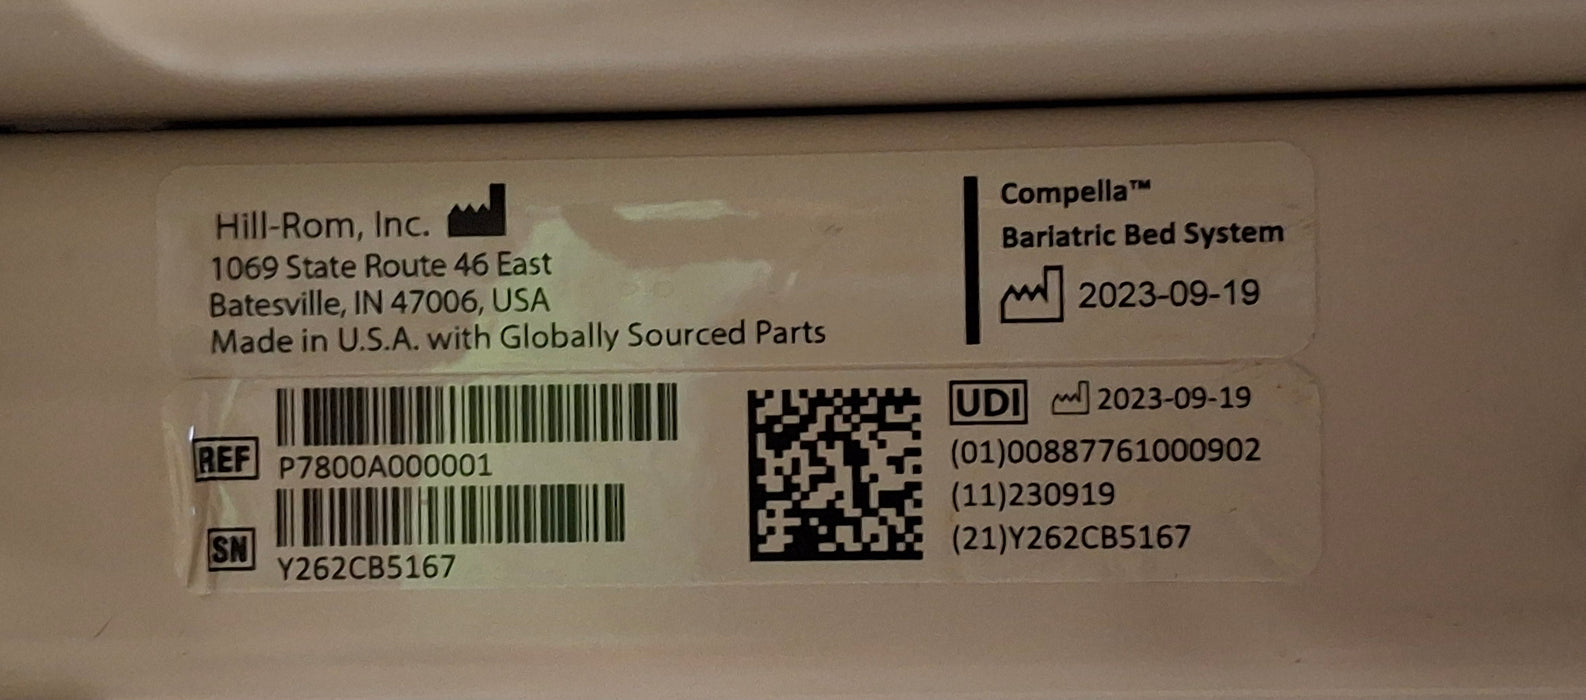 Hill-Rom, Inc.
1069 State Route 46 East
Batesville, IN 47006, USA
Made in U.S.A. with Globally Sourced Parts
Compella™
Bariatric Bed System
2023-09-19
REF
P7800A000001
SN
Y262CB5167
UDI 2023-09-19
(01)00887761000902
(11)230919
(21)Y262CB5167